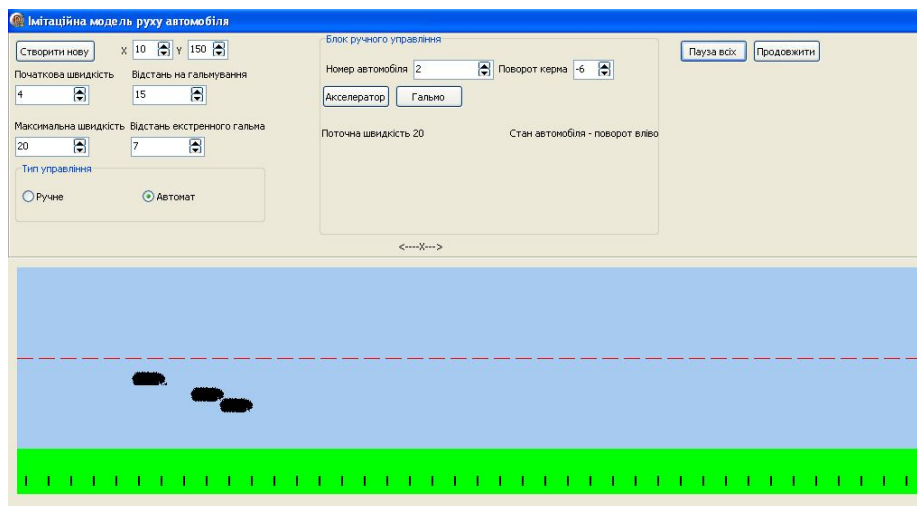 Імітаційна модель руху автомобіля
Створити нову X 10 Y 150
Початкова швидкість Відстань на гальмування
4 15
Максимальна швидкість Відстань екстренного гальма
20 7
Тип управління
Ручне Автомат
Блок ручного управління
Номер автомобіля 2 Поворот керма -6
Акселератор Гальмо
Поточна швидкість 20 Стан автомобіля - поворот вліво
Пауза всіх Продовжити
<----X--->